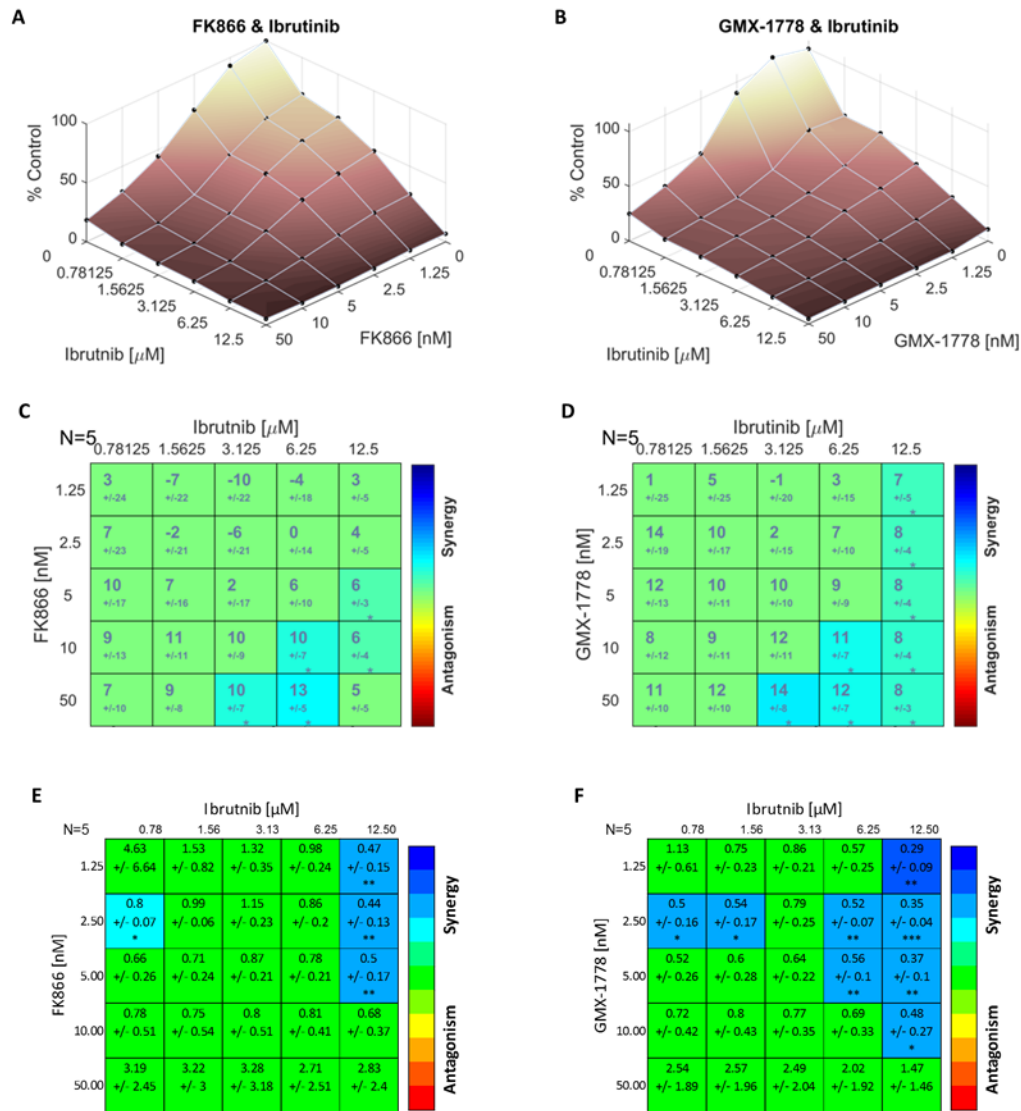 A
FK866 & Ibrutinib
% Control
100
50
0
0
0.78125
1.5625
3.125
6.25
12.5
Ibrutnib [μM]
0
1.25
2.5
5
10
50
FK866 [nM]
B
GMX-1778 & Ibrutinib
% Control
100
50
0
0
0.78125
1.5625
3.125
6.25
12.5
Ibrutinib [μM]
0
1.25
2.5
5
10
50
GMX-1778 [nM]
C
Ibrutnib [μM]
N=5
0.78125 1.5625 3.125 6.25 12.5
FK866 [nM]
1.25 3 -7 -10 -4 3
+/-24 +/-22 +/-22 +/-18 +/-5
2.5 7 -2 -6 0 4
+/-23 +/-21 +/-21 +/-14 +/-5
5 10 7 2 6 6
+/-17 +/-16 +/-17 +/-10 +/-3
*
10 9 11 10 10 6
+/-13 +/-11 +/-9 +/-7 +/-4
* *
50 7 9 10 13 5
+/-10 +/-8 +/-7 +/-5 +/-5
* *
Synergy
Antagonism
D
Ibrutinib [μM]
N=5
0.78125 1.5625 3.125 6.25 12.5
GMX-1778 [nM]
1.25 1 5 -1 3 7
+/-25 +/-25 +/-20 +/-15 +/-5
*
2.5 14 10 2 7 8
+/-19 +/-17 +/-15 +/-10 +/-4
*
5 12 10 10 9 8
+/-13 +/-11 +/-10 +/-9 +/-4
*
10 8 9 12 11 8
+/-12 +/-11 +/-11 +/-7 +/-4
* *
50 11 12 14 12 8
+/-10 +/-10 +/-8 +/-7 +/-3
* * *
Synergy
Antagonism
E
Ibrutnib [μM]
N=5
0.78 1.56 3.13 6.25 12.50
FK866 [nM]
1.25 4.63 1.53 1.32 0.98 0.47
+/- 6.64 +/- 0.82 +/- 0.35 +/- 0.24 +/- 0.15
**
2.50 0.8 0.99 1.15 0.86 0.44
+/- 0.07 +/- 0.06 +/- 0.23 +/- 0.2 +/- 0.13
* **
5.00 0.66 0.71 0.87 0.78 0.5
+/- 0.26 +/- 0.24 +/- 0.21 +/- 0.21 +/- 0.17
**
10.00 0.78 0.75 0.8 0.81 0.68
+/- 0.51 +/- 0.54 +/- 0.51 +/- 0.41 +/- 0.37
50.00 3.19 3.22 3.28 2.71 2.83
+/- 2.45 +/- 3 +/- 3.18 +/- 2.51 +/- 2.4
Synergy
Antagonism
F
Ibrutnib [μM]
N=5
0.78 1.56 3.13 6.25 12.50
GMX-1778 [nM]
1.25 1.13 0.75 0.86 0.57 0.29
+/- 0.61 +/- 0.23 +/- 0.21 +/- 0.25 +/- 0.09
**
2.50 0.5 0.54 0.79 0.52 0.35
+/- 0.16 +/- 0.17 +/- 0.25 +/- 0.07 +/- 0.04
* * ** ***
5.00 0.52 0.6 0.64 0.56 0.37
+/- 0.26 +/- 0.28 +/- 0.22 +/- 0.1 +/- 0.1
** **
10.00 0.72 0.8 0.77 0.69 0.48
+/- 0.42 +/- 0.43 +/- 0.35 +/- 0.33 +/- 0.27
*
50.00 2.54 2.57 2.49 2.02 1.47
+/- 1.89 +/- 1.96 +/- 2.04 +/- 1.92 +/- 1.46
Synergy
Antagonism